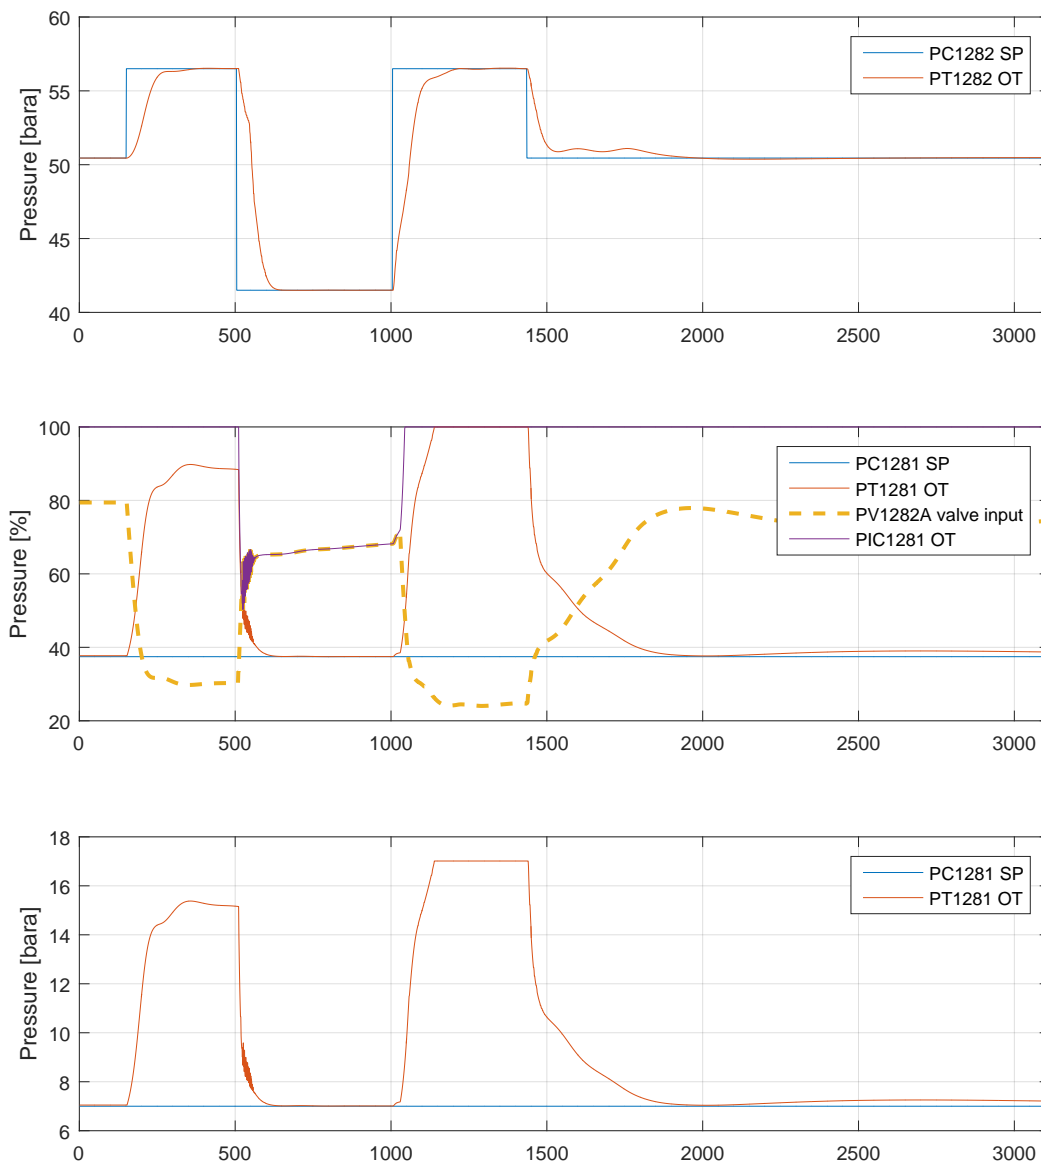 60
55
50
45
40
Pressure [bara]
PC1282 SP
PT1282 OT
0 500 1000 1500 2000 2500 3000
100
80
60
40
20
Pressure [%]
PC1281 SP
PT1281 OT
PV1282A valve input
PIC1281 OT
0 500 1000 1500 2000 2500 3000
18
16
14
12
10
8
6
Pressure [bara]
PC1281 SP
PT1281 OT
0 500 1000 1500 2000 2500 3000